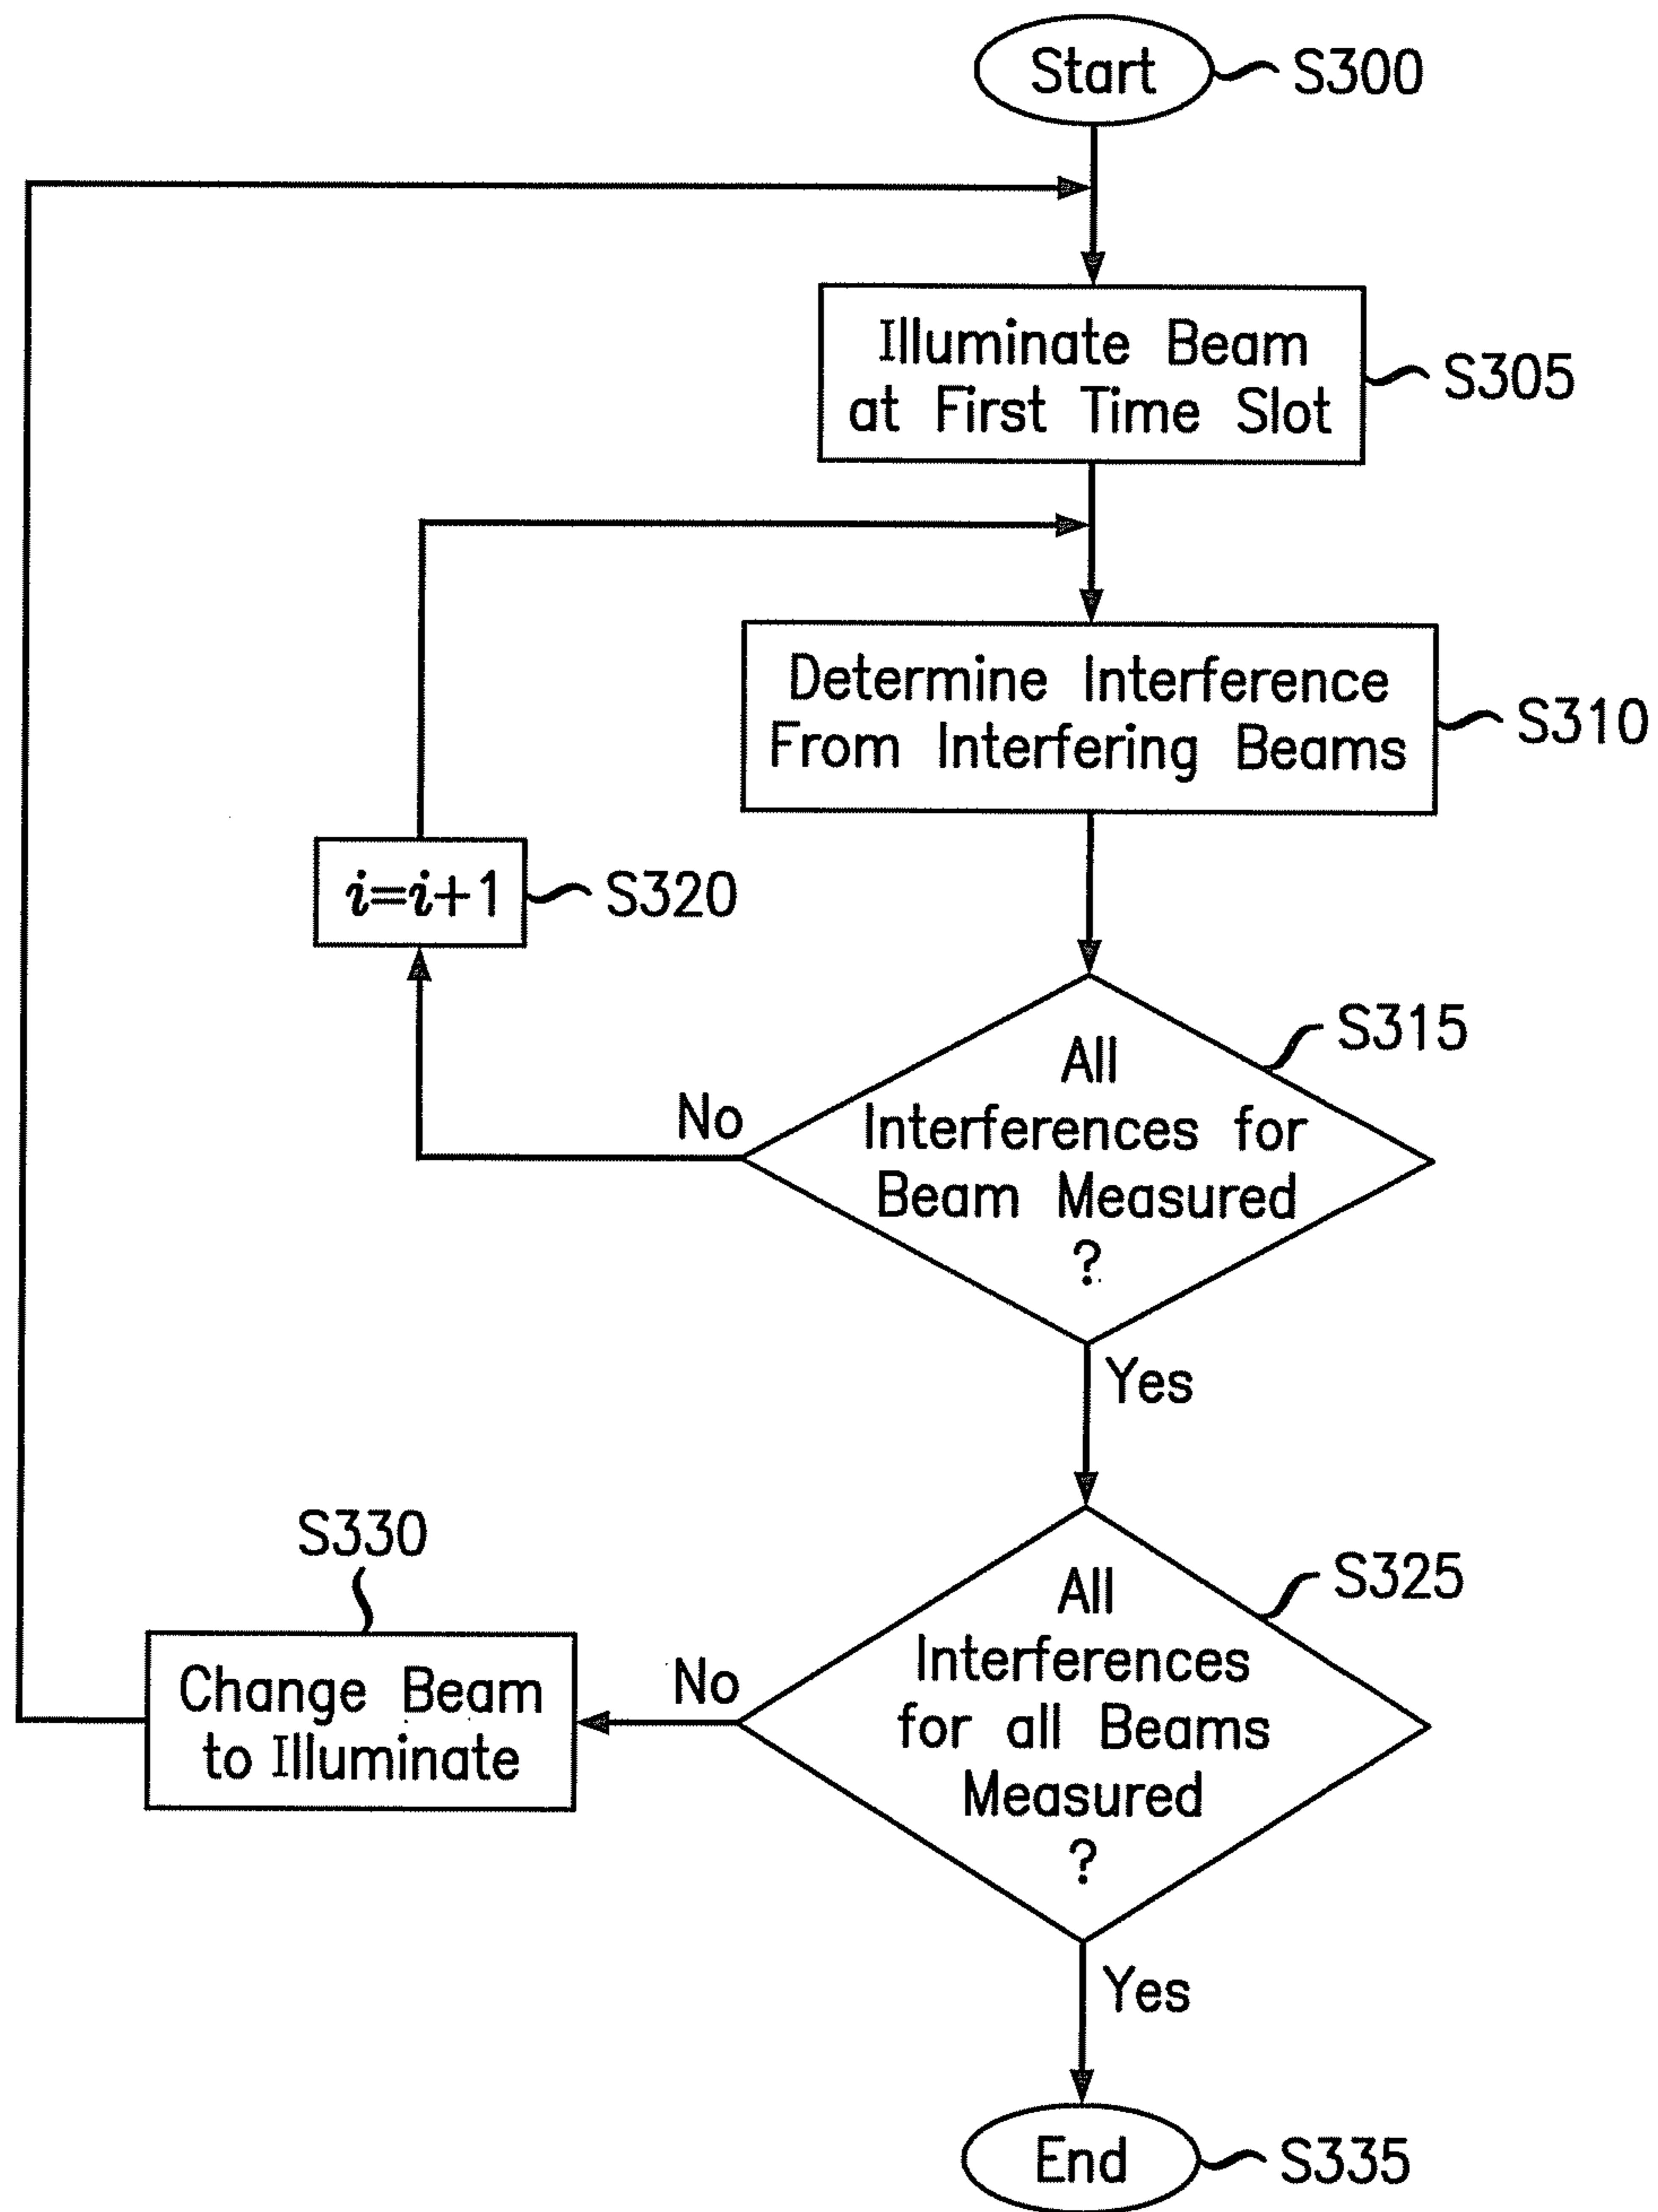 Start
S300
Illuminate Beam
at First Time Slot
S305
Determine Interference
From Interfering Beams
S310
i=i+1
S320
All
Interferences for
Beam Measured
?
S315
No
Yes
All
Interferences
for all Beams
Measured
?
S325
No
S330
Change Beam
to Illuminate
Yes
End
S335